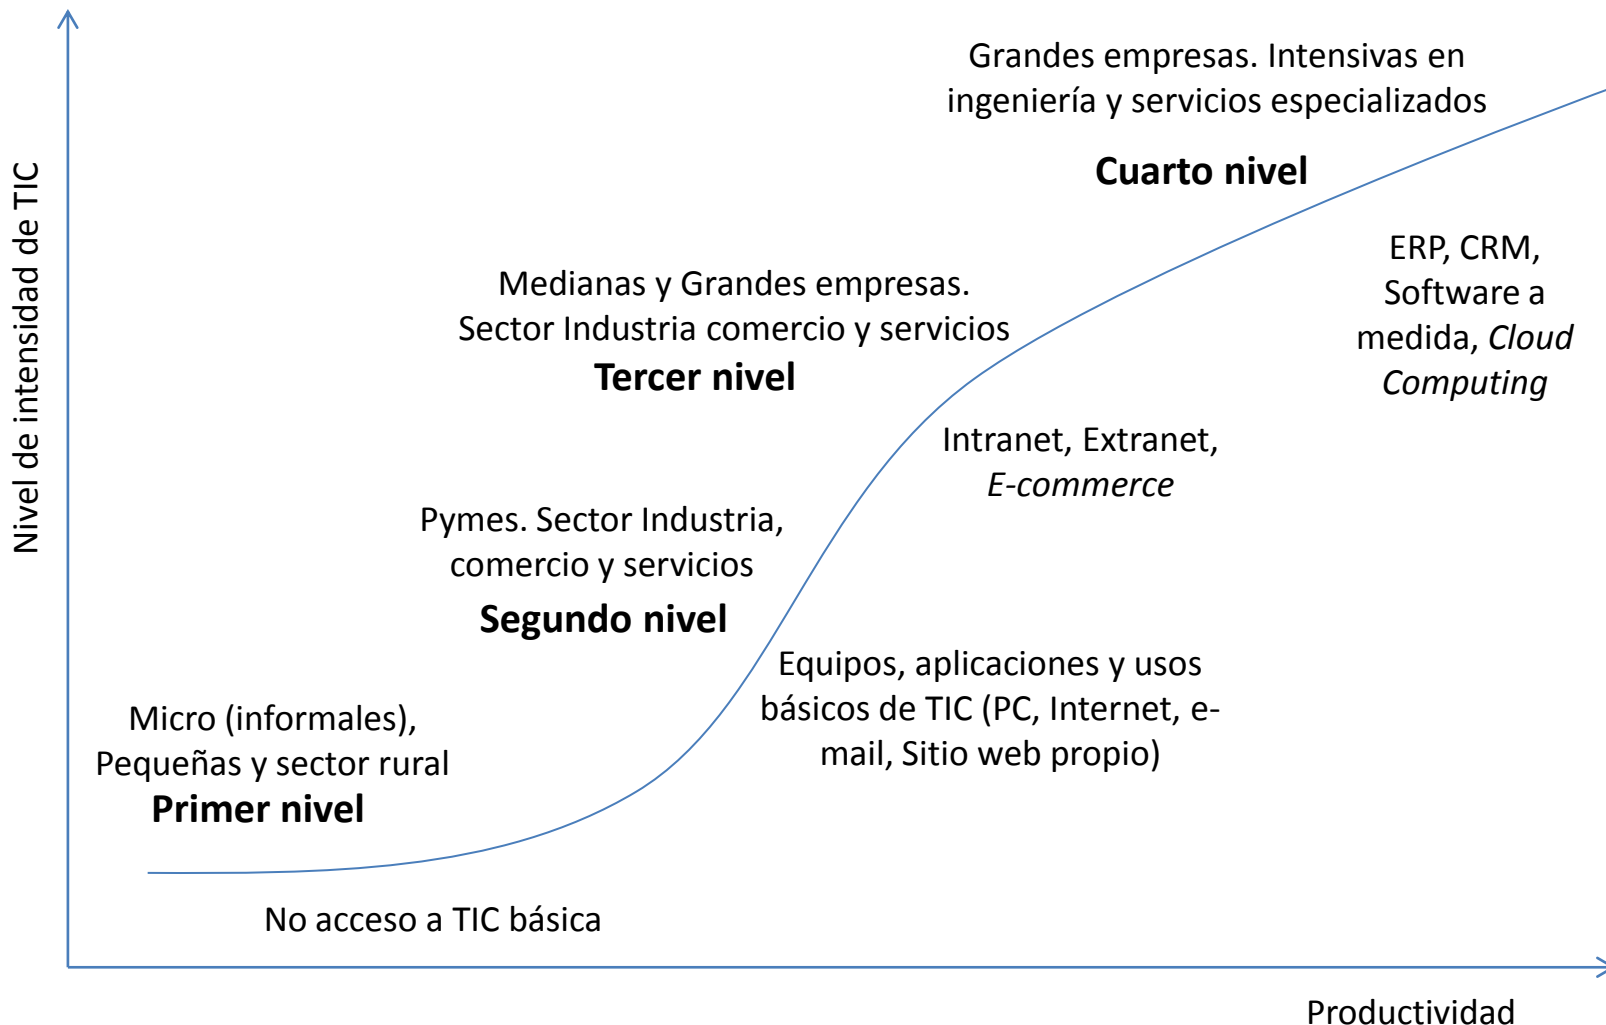 Grandes empresas. Intensivas en
ingeniería y servicios especializados
Cuarto nivel
ERP, CRM,
Software a
medida, Cloud
Computing
Medianas y Grandes empresas.
Sector Industria comercio y servicios
Tercer nivel
Intranet, Extranet,
E-commerce
Pymes. Sector Industria,
comercio y servicios
Segundo nivel
Equipos, aplicaciones y usos
básicos de TIC (PC, Internet, e-
mail, Sitio web propio)
Micro (informales),
Pequeñas y sector rural
Primer nivel
No acceso a TIC básica
Nivel de intensidad de TIC
Productividad